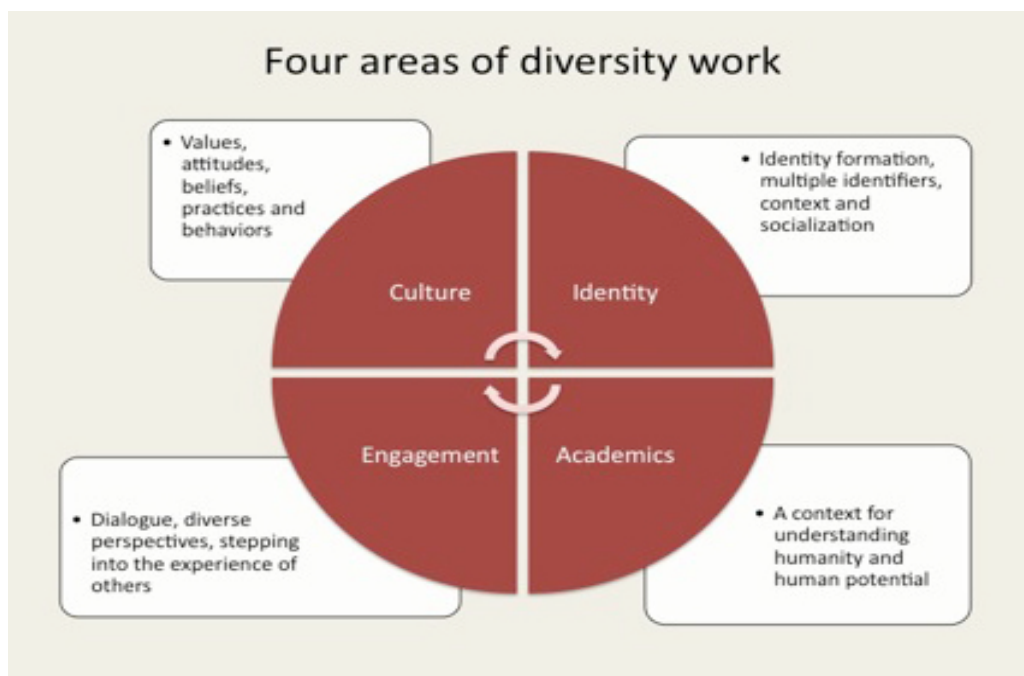 Four areas of diversity work
• Values,
attitudes,
beliefs,
practices and
behaviors
• Identity formation,
multiple identifiers,
context and
socialization
Culture
Identity
Engagement
Academics
• Dialogue, diverse
perspectives, stepping
into the experience of
others
• A context for
understanding
humanity and
human potential